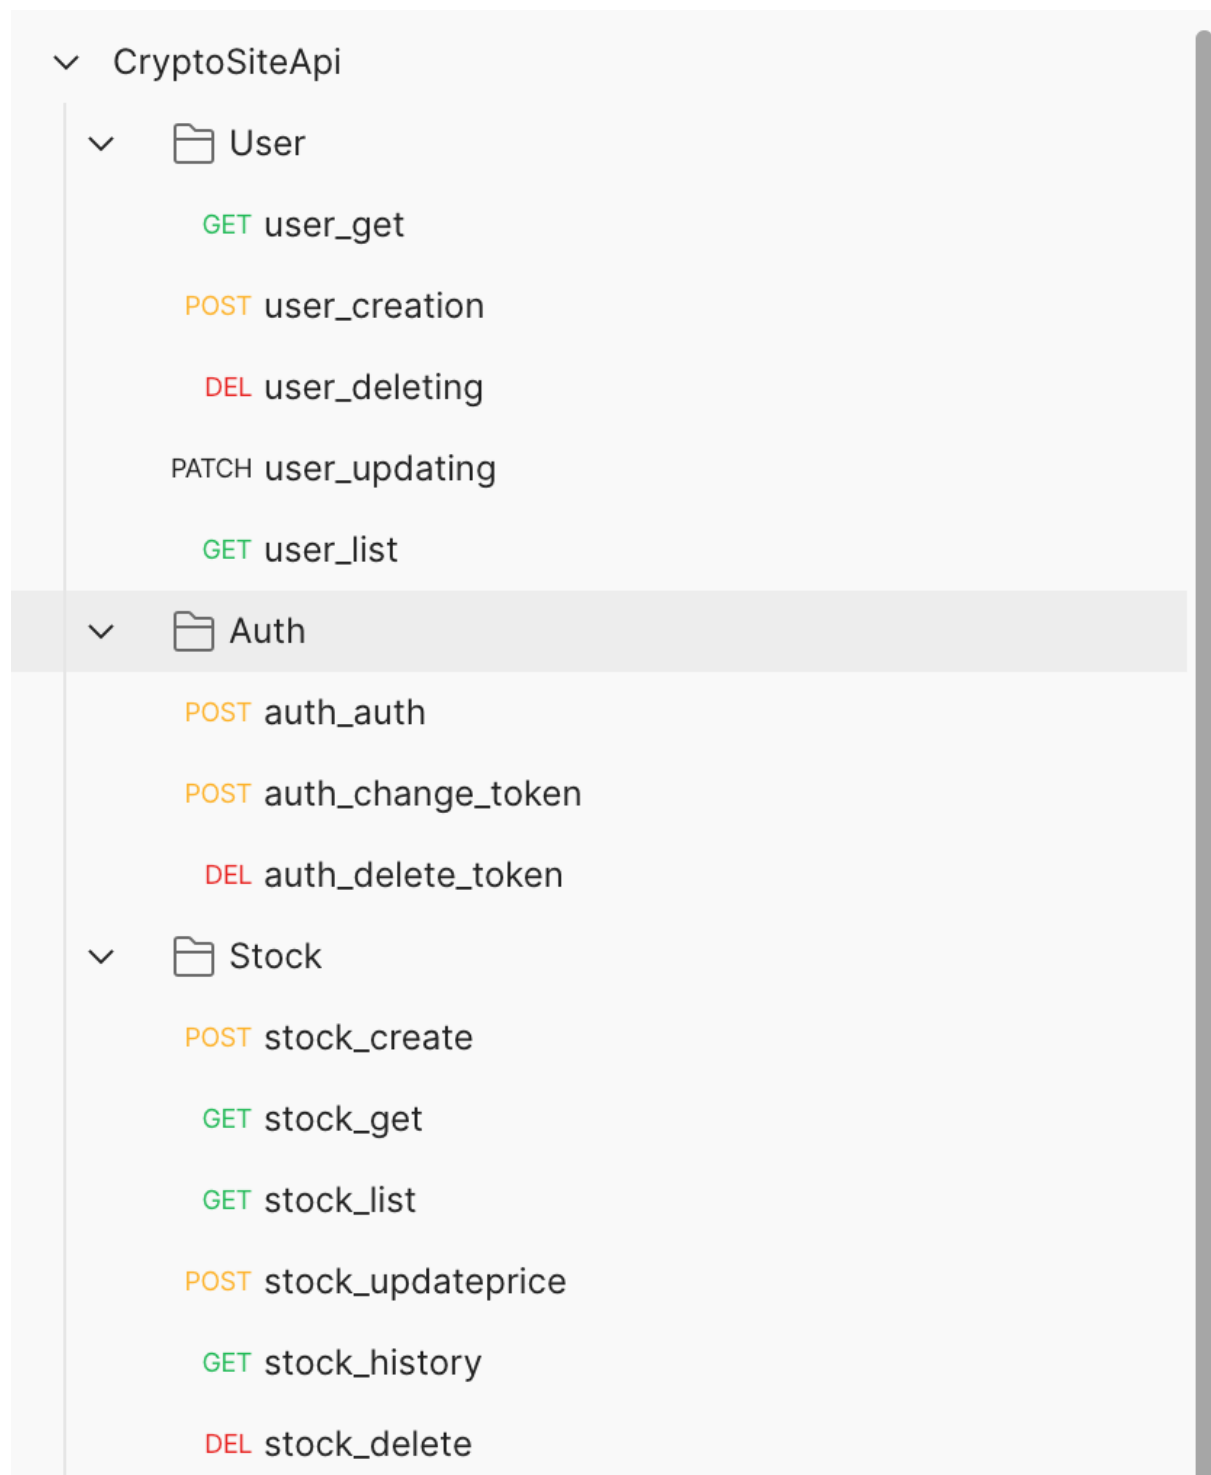 CryptoSiteApi
User
GET user_get
POST user_creation
DEL user_deleting
PATCH user_updating
GET user_list
Auth
POST auth_auth
POST auth_change_token
DEL auth_delete_token
Stock
POST stock_create
GET stock_get
GET stock_list
POST stock_updateprice
GET stock_history
DEL stock_delete